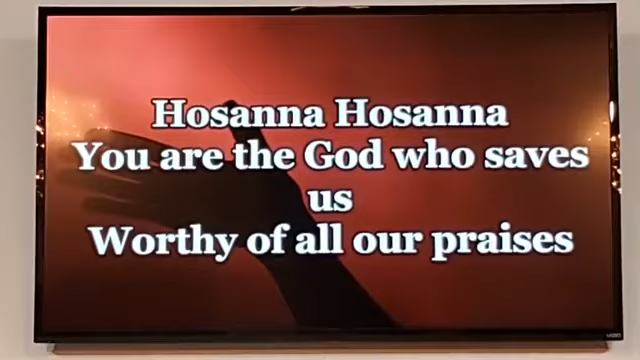 Hosanna Hosanna
You are the God who saves
us
Worthy of all our praises